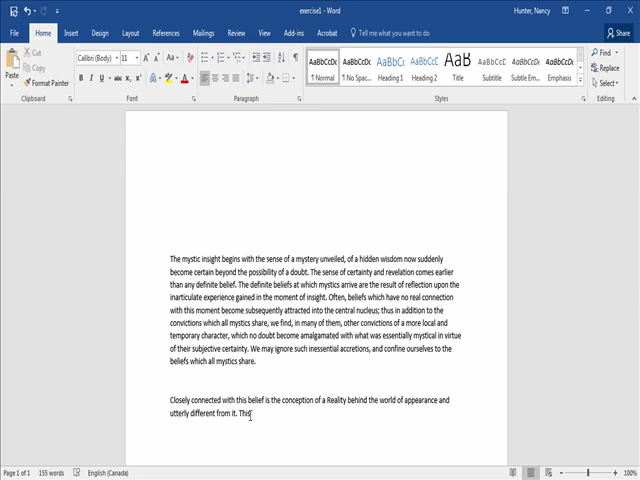 exercise1 - Word
Hunter, Nancy
File Home Insert Design Layout References Mailings Review View Add-ins Acrobat Tell me what you want to do Share
Paste
Cut
Copy
Format Painter
Clipboard
Calibri (Body) 11
Font
Paragraph
AaBbCcDc AaBbCcDc AaBbCc AaBbCcD AaB AaBbCcD AaBbCcDc AaBbCcDc
¶ Normal ¶ No Spac... Heading 1 Heading 2 Title Subtitle Subtle Em... Emphasis
Styles
Find
Replace
Select
Editing
The mystic insight begins with the sense of a mystery unveiled, of a hidden wisdom now suddenly
become certain beyond the possibility of a doubt. The sense of certainty and revelation comes earlier
than any definite belief. The definite beliefs at which mystics arrive are the result of reflection upon the
inarticulate experience gained in the moment of insight. Often, beliefs which have no real connection
with this moment become subsequently attracted into the central nucleus; thus in addition to the
convictions which all mystics share, we find, in many of them, other convictions of a more local and
temporary character, which no doubt become amalgamated with what was essentially mystical in virtue
of their subjective certainty. We may ignore such inessential accretions, and confine ourselves to the
beliefs which all mystics share.
Closely connected with this belief is the conception of a Reality behind the world of appearance and
utterly different from it. This
Page 1 of 1 155 words English (Canada) 100%